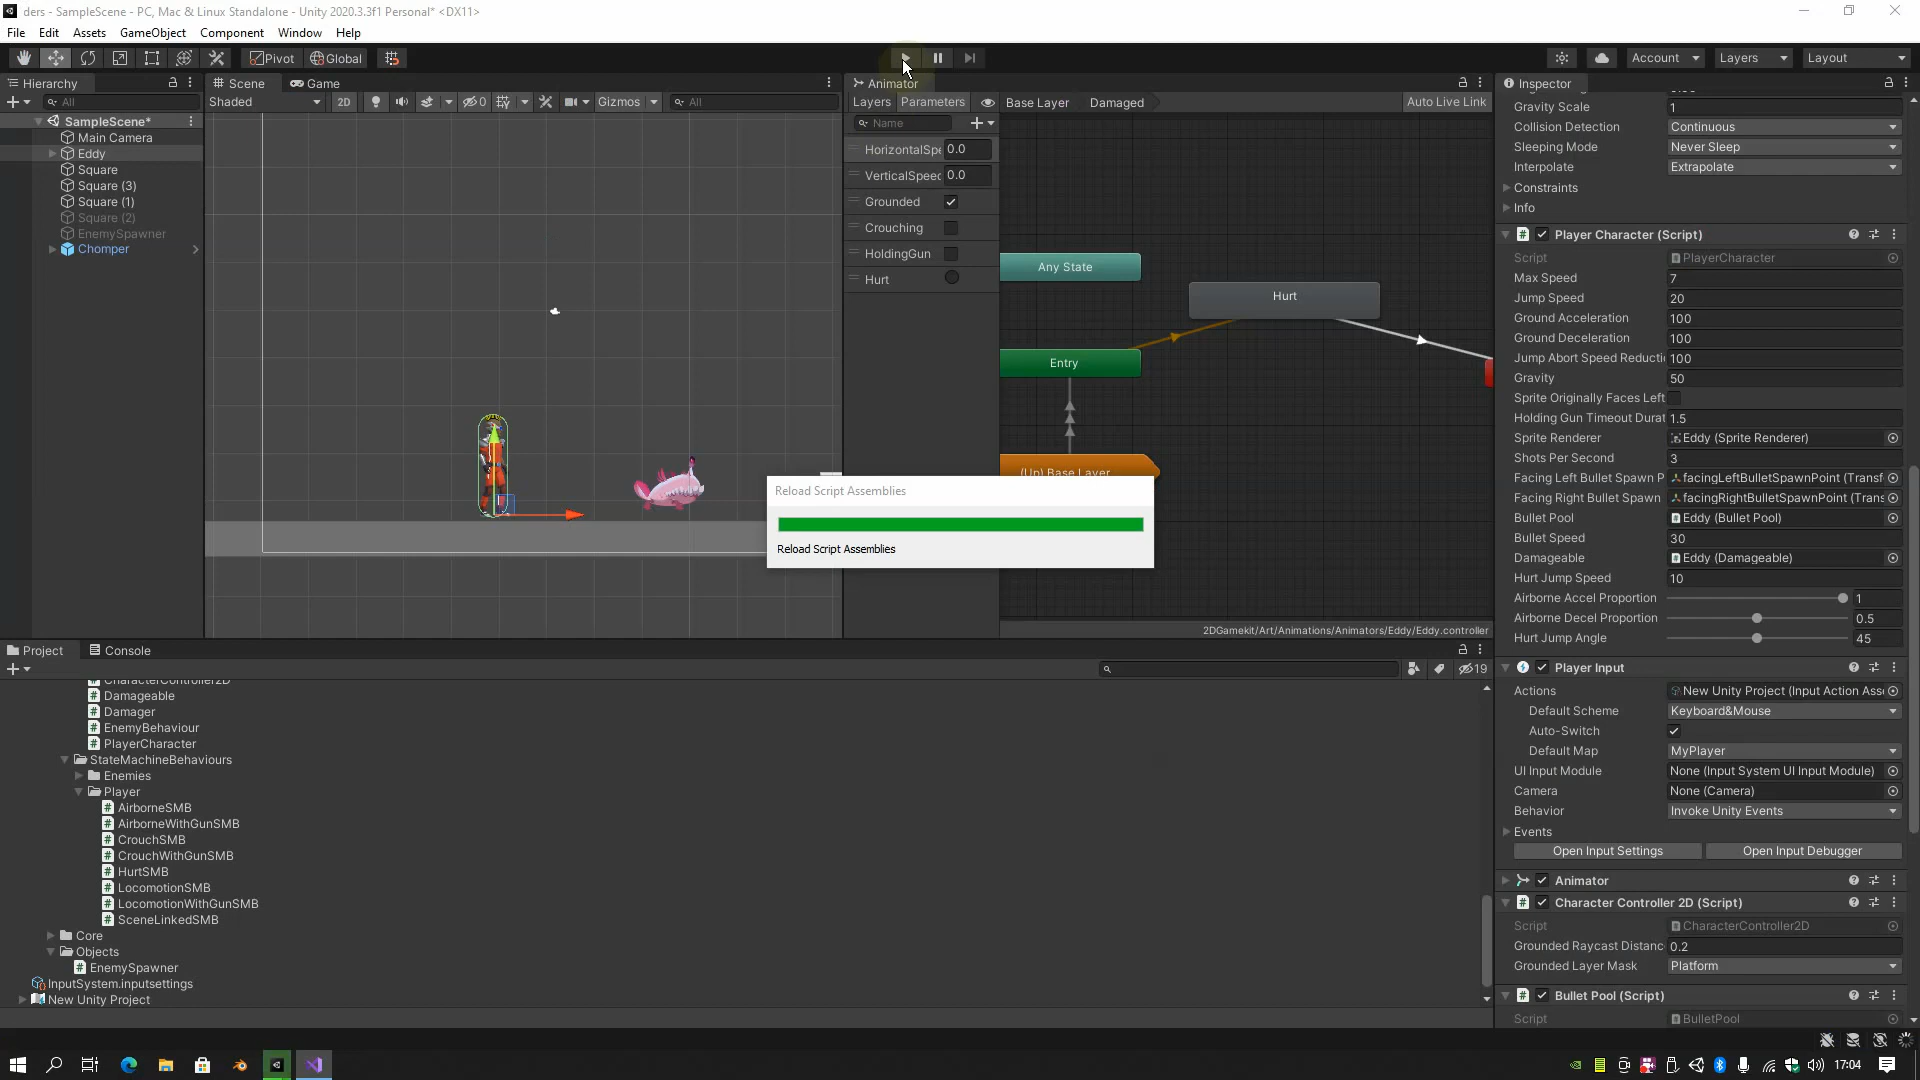 ders - SampleScene - PC, Mac & Linux Standalone - Unity 2020.3.3f1 Personal* <DX11>
File Edit Assets GameObject Component Window Help
Pivot Global Account Layers Layout
Hierarchy Scene Game Animator Inspector
All Shaded 2D 0 Gizmos All Layers Parameters Base Layer Damaged Auto Live Link
SampleScene*
Main Camera
Eddy
Square
Square (3)
Square (1)
Square (2)
EnemySpawner
Chomper
Name
HorizontalSpe 0.0
VerticalSpeec 0.0
Grounded
Crouching
HoldingGun
Hurt
Any State
Hurt
Entry
(Up) Base Layer
2DGamekit/Art/Animations/Animators/Eddy/Eddy.controller
Reload Script Assemblies
Reload Script Assemblies
Gravity Scale 1
Collision Detection Continuous
Sleeping Mode Never Sleep
Interpolate Extrapolate
Constraints
Info
Player Character (Script)
Script PlayerCharacter
Max Speed 7
Jump Speed 20
Ground Acceleration 100
Ground Deceleration 100
Jump Abort Speed Reducti 100
Gravity 50
Sprite Originally Faces Left
Holding Gun Timeout Durat 1.5
Sprite Renderer Eddy (Sprite Renderer)
Shots Per Second 3
Facing Left Bullet Spawn P facingLeftBulletSpawnPoint (Transf
Facing Right Bullet Spawn facingRightBulletSpawnPoint (Trans
Bullet Pool Eddy (Bullet Pool)
Bullet Speed 30
Damageable Eddy (Damageable)
Hurt Jump Speed 10
Airborne Accel Proportion 1
Airborne Decel Proportion 0.5
Hurt Jump Angle 45
Player Input
Actions New Unity Project (Input Action Asse
Default Scheme Keyboard&Mouse
Auto-Switch
Default Map MyPlayer
UI Input Module None (Input System UI Input Module)
Camera None (Camera)
Behavior Invoke Unity Events
Events
Open Input Settings Open Input Debugger
Animator
Character Controller 2D (Script)
Script CharacterController2D
Grounded Raycast Distanc 0.2
Grounded Layer Mask Platform
Bullet Pool (Script)
Script BulletPool
Project Console
19
CharacterController2D
Damageable
Damager
EnemyBehaviour
PlayerCharacter
StateMachineBehaviours
Enemies
Player
AirborneSMB
AirborneWithGunSMB
CrouchSMB
CrouchWithGunSMB
HurtSMB
LocomotionSMB
LocomotionWithGunSMB
SceneLinkedSMB
Core
Objects
EnemySpawner
InputSystem.inputsettings
New Unity Project
17:04